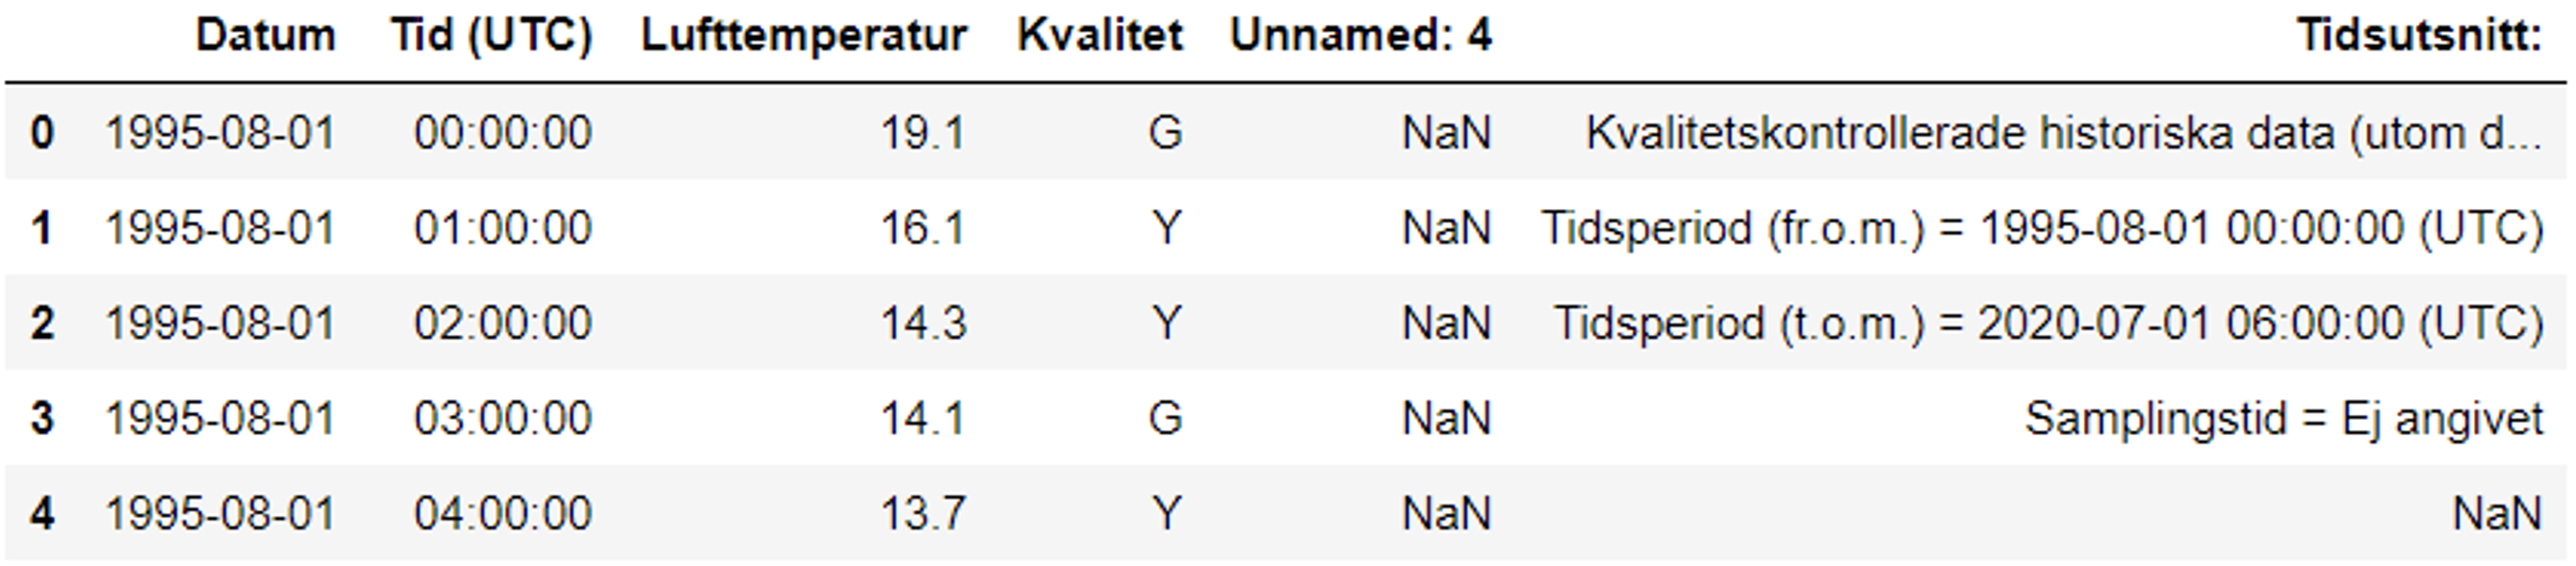 Datum Tid (UTC) Lufttemperatur Kvalitet Unnamed: 4 Tidsutsnitt:
0 1995-08-01 00:00:00 19.1 G NaN Kvalitetskontrollerade historiska data (utom d...
1 1995-08-01 01:00:00 16.1 Y NaN Tidsperiod (fr.o.m.) = 1995-08-01 00:00:00 (UTC)
2 1995-08-01 02:00:00 14.3 Y NaN Tidsperiod (t.o.m.) = 2020-07-01 06:00:00 (UTC)
3 1995-08-01 03:00:00 14.1 G NaN Samplingstid = Ej angivet
4 1995-08-01 04:00:00 13.7 Y NaN NaN